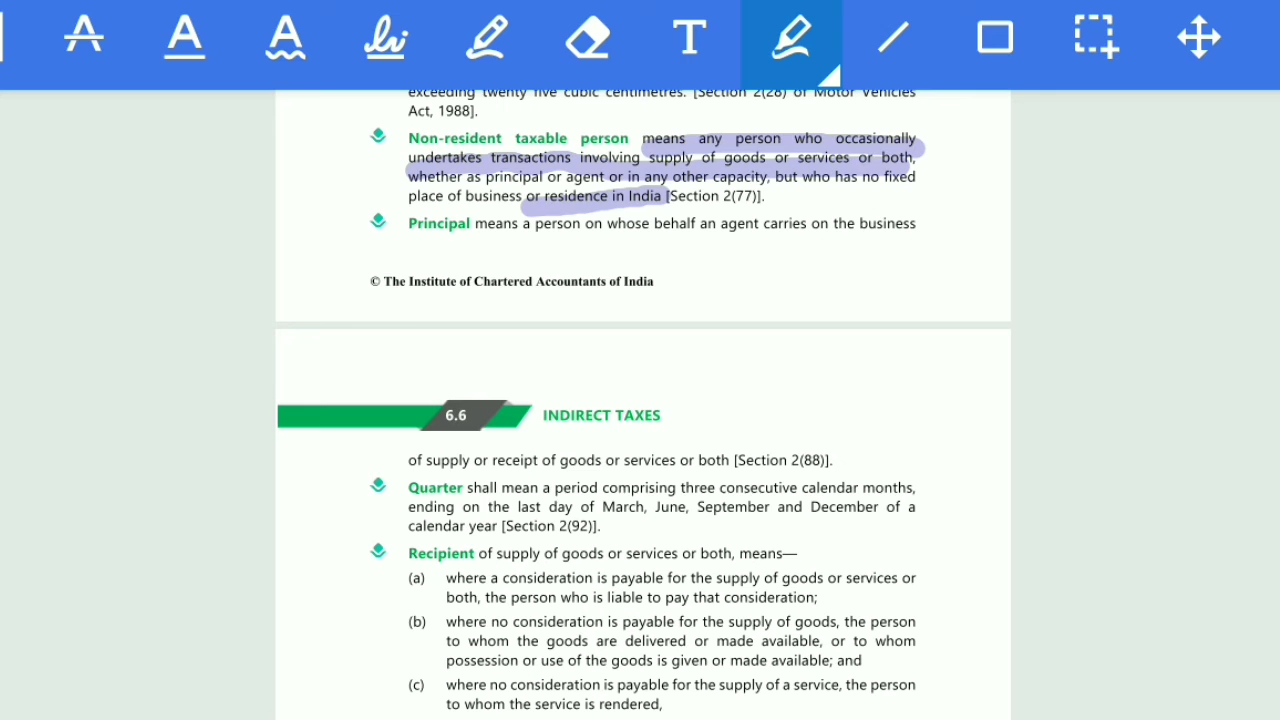 A A A T
exceeding twenty five cubic centimetres. [Section 2(28) of Motor Vehicles
Act, 1988].
Non-resident taxable person means any person who occasionally
undertakes transactions involving supply of goods or services or both,
whether as principal or agent or in any other capacity, but who has no fixed
place of business or residence in India [Section 2(77)].
Principal means a person on whose behalf an agent carries on the business
© The Institute of Chartered Accountants of India
6.6 INDIRECT TAXES
of supply or receipt of goods or services or both [Section 2(88)].
Quarter shall mean a period comprising three consecutive calendar months,
ending on the last day of March, June, September and December of a
calendar year [Section 2(92)].
Recipient of supply of goods or services or both, means—
(a) where a consideration is payable for the supply of goods or services or
both, the person who is liable to pay that consideration;
(b) where no consideration is payable for the supply of goods, the person
to whom the goods are delivered or made available, or to whom
possession or use of the goods is given or made available; and
(c) where no consideration is payable for the supply of a service, the person
to whom the service is rendered,